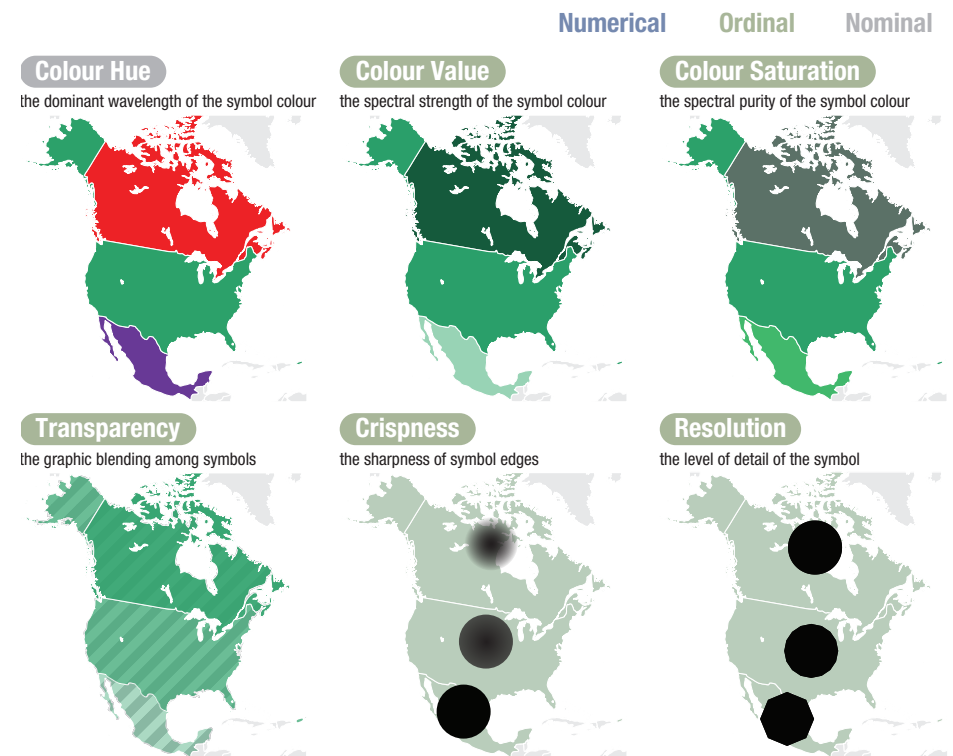 Numerical Ordinal Nominal
Colour Hue
the dominant wavelength of the symbol colour
Colour Value
the spectral strength of the symbol colour
Colour Saturation
the spectral purity of the symbol colour
Transparency
the graphic blending among symbols
Crispness
the sharpness of symbol edges
Resolution
the level of detail of the symbol